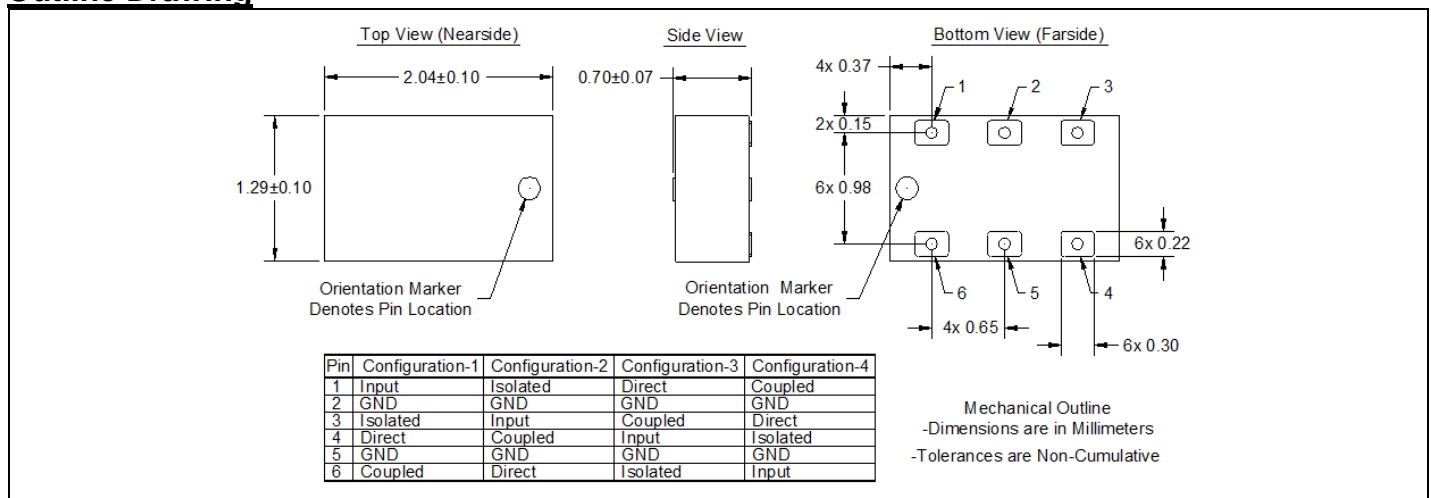 Outline Drawing
Top View (Nearside)
Side View
Bottom View (Farside)
2.04±0.10
0.70±0.07
4x 0.37
1
2
3
2x 0.15
1.29±0.10
6x 0.98
6x 0.22
Orientation Marker
Denotes Pin Location
Orientation Marker
Denotes Pin Location
6
5
4
4x 0.65
6x 0.30
Pin Configuration-1 Configuration-2 Configuration-3 Configuration-4
1 Input Isolated Direct Coupled
2 GND GND GND GND
3 Isolated Input Coupled Direct
4 Direct Coupled Input Isolated
5 GND GND GND GND
6 Coupled Direct Isolated Input
Mechanical Outline
-Dimensions are in Millimeters
-Tolerances are Non-Cumulative